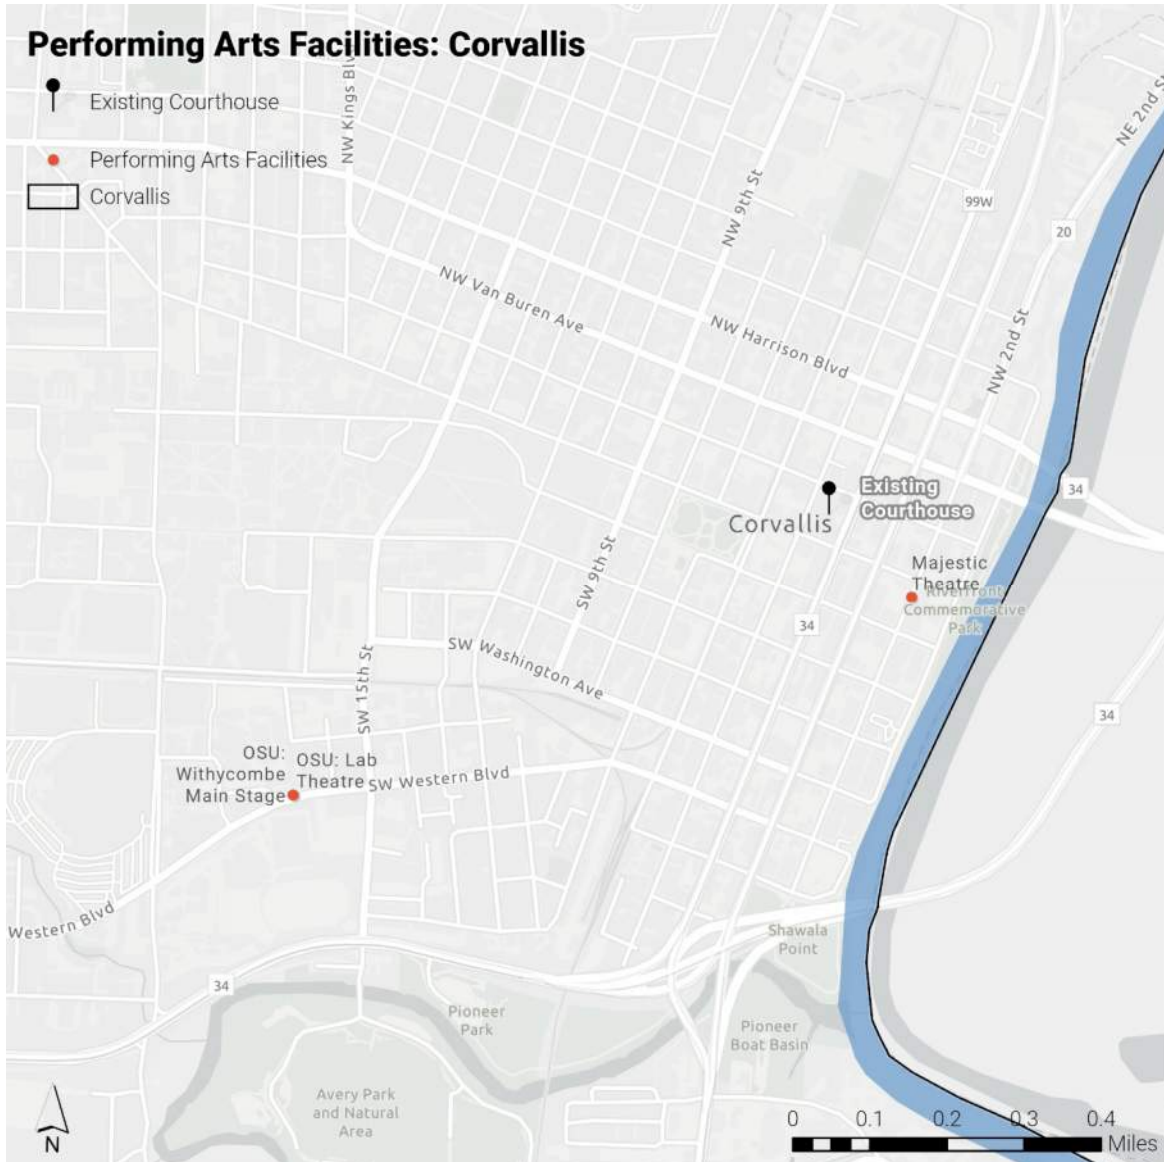 Performing Arts Facilities: Corvallis
Existing Courthouse
Performing Arts Facilities
Corvallis
NW Kings Blvd
NE 2nd St
NW 9th St
99W
20
NW Van Buren Ave
NW Harrison Blvd
NW 2nd St
34
Existing
Courthouse
Corvallis
SW 9th St
Majestic
Theatre
Riverfront
Commemorative
Park
34
SW Washington Ave
SW 15th St
34
OSU:
Withycombe
Main Stage
OSU: Lab
Theatre
SW Western Blvd
Western Blvd
Shawala
Point
34
Pioneer
Park
Pioneer
Boat Basin
Avery Park
and Natural
Area
N
0 0.1 0.2 0.3 0.4
Miles